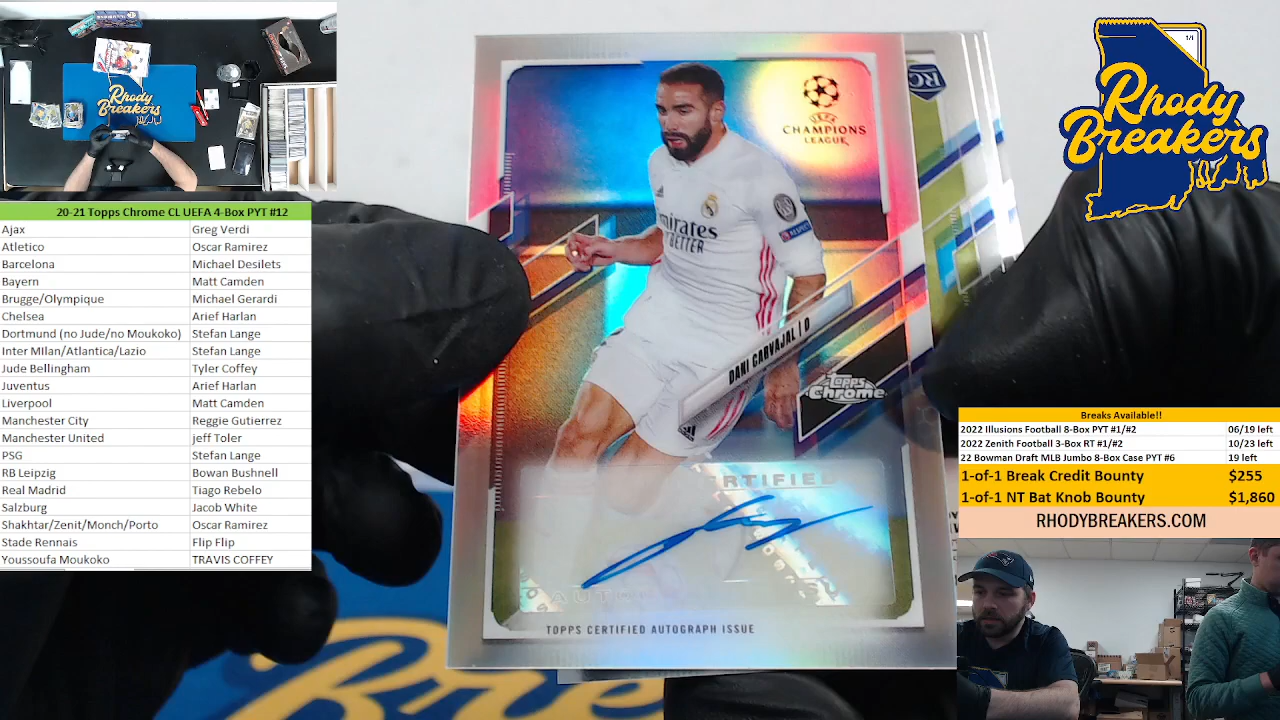 20-21 Topps Chrome CL UEFA 4-Box PYT #12
Ajax Greg Verdi
Atletico Oscar Ramirez
Barcelona Michael Desilets
Bayern Matt Camden
Brugge/Olympique Michael Gerardi
Chelsea Arief Harlan
Dortmund (no Jude/no Moukoko) Stefan Lange
Inter MIlan/Atlantica/Lazio Stefan Lange
Jude Bellingham Tyler Coffey
Juventus Arief Harlan
Liverpool Matt Camden
Manchester City Reggie Gutierrez
Manchester United jeff Toler
PSG Stefan Lange
RB Leipzig Bowan Bushnell
Real Madrid Tiago Rebelo
Salzburg Jacob White
Shakhtar/Zenit/Monch/Porto Oscar Ramirez
Stade Rennais Flip Flip
Youssoufa Moukoko TRAVIS COFFEY
Rhody
Breakers
UEFA
CHAMPIONS
LEAGUE
RC
RESPECT
DANI CARVAJAL | D
Topps
Chrome
TOPPS CERTIFIED AUTOGRAPH ISSUE
1/1
Rhody
Breakers
Breaks Available!!
2022 Illusions Football 8-Box PYT #1/#2 06/19 left
2022 Zenith Football 3-Box RT #1/#2 10/23 left
22 Bowman Draft MLB Jumbo 8-Box Case PYT #6 19 left
1-of-1 Break Credit Bounty $255
1-of-1 NT Bat Knob Bounty $1,860
RHODYBREAKERS.COM